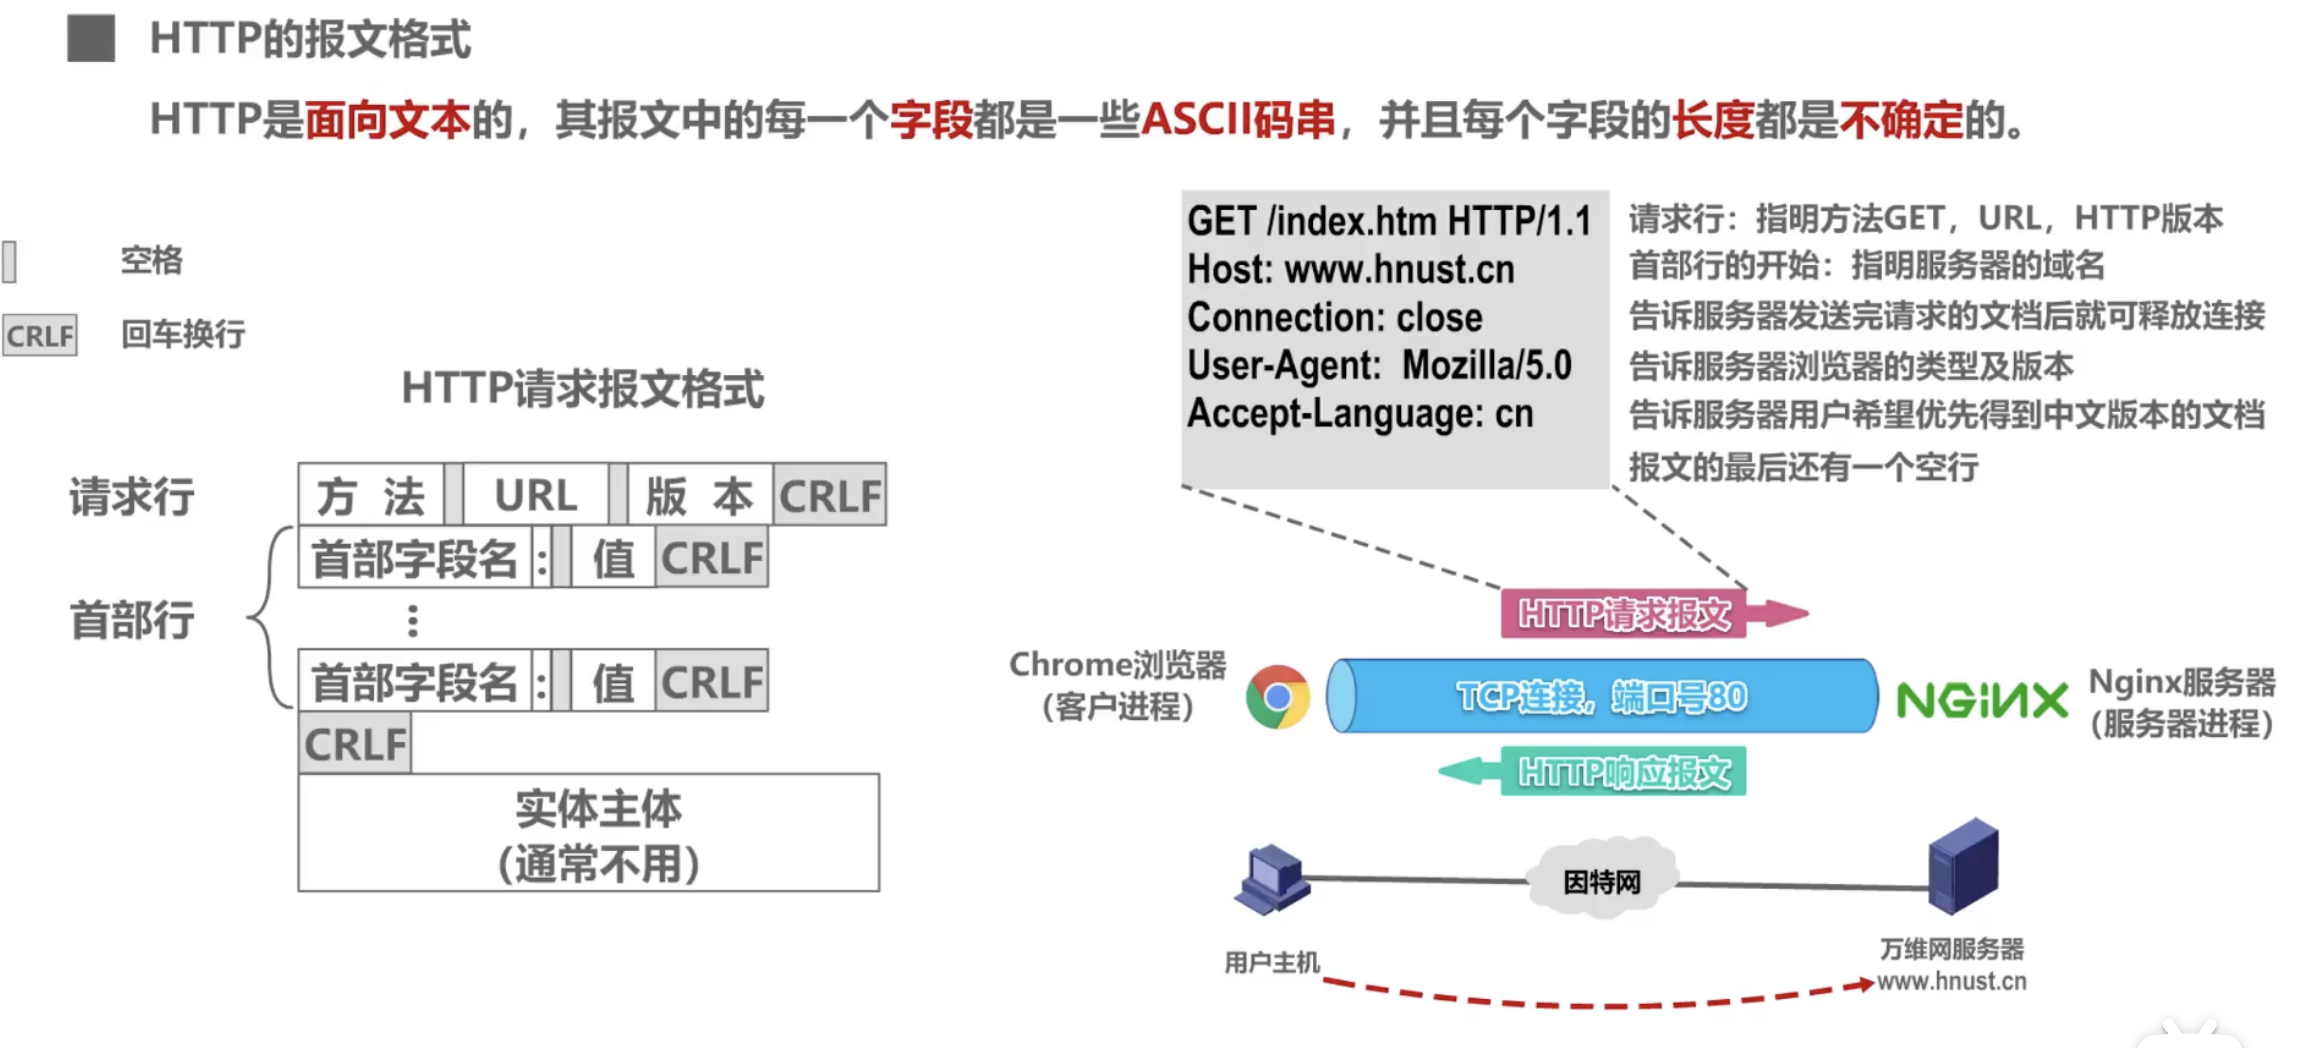 HTTP的报文格式
HTTP是面向文本的，其报文中的每一个字段都是一些ASCII码串，并且每个字段的长度都是不确定的。
空格
CRLF 回车换行
HTTP请求报文格式
请求行 方 法 URL 版 本 CRLF
首部行
首部字段名 : 值 CRLF
⋮
首部字段名 : 值 CRLF
CRLF
实体主体
（通常不用）
GET /index.htm HTTP/1.1 请求行：指明方法GET，URL，HTTP版本
Host: www.hnust.cn 首部行的开始：指明服务器的域名
Connection: close 告诉服务器发送完请求的文档后就可释放连接
User-Agent:  Mozilla/5.0 告诉服务器浏览器的类型及版本
Accept-Language: cn 告诉服务器用户希望优先得到中文版本的文档
报文的最后还有一个空行
HTTP请求报文
Chrome浏览器
（客户进程）
TCP连接，端口号80
NGiNX
Nginx服务器
（服务器进程）
HTTP响应报文
因特网
用户主机
万维网服务器
www.hnust.cn